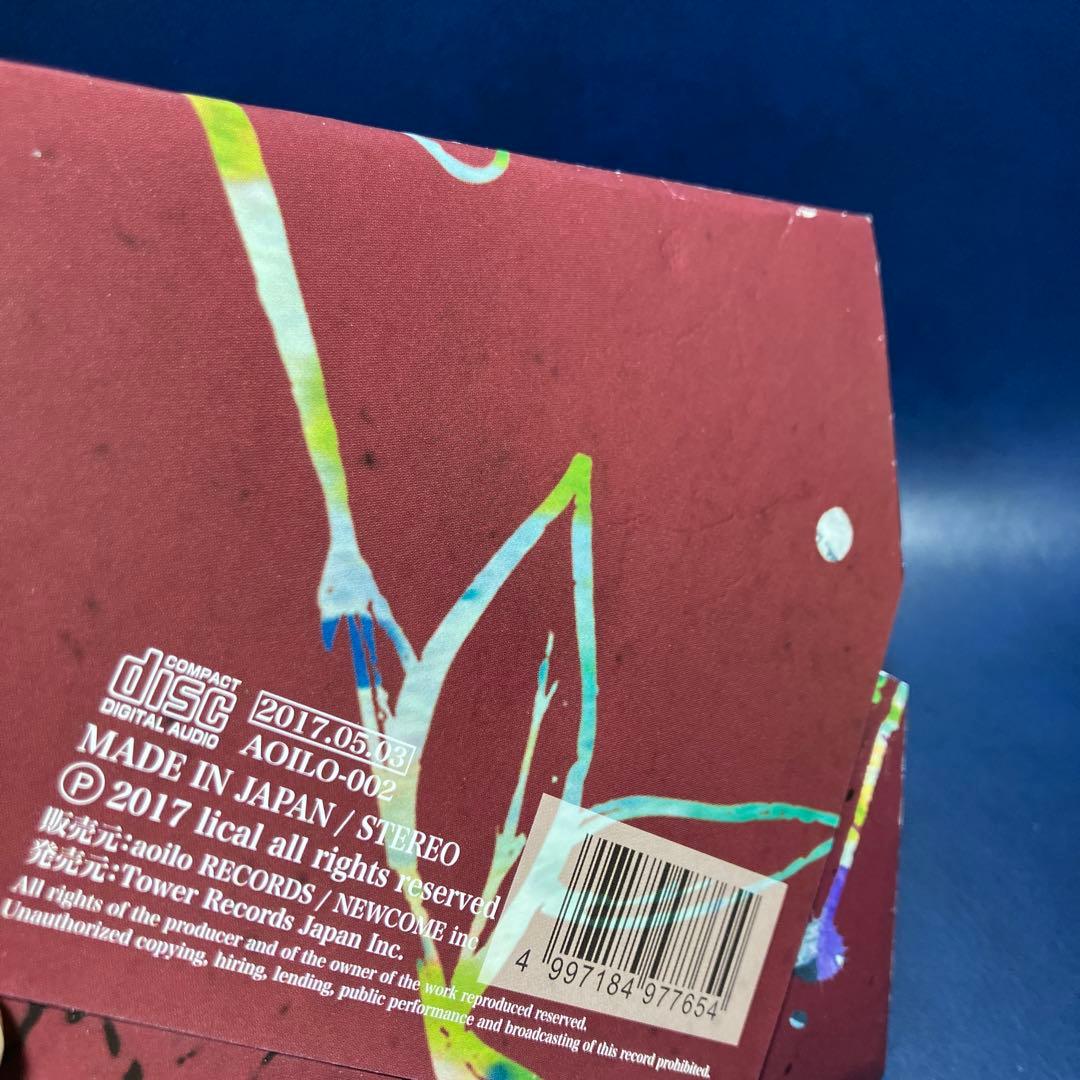 COMPACT
disc
DIGITAL AUDIO
2017.05.03
AOILO-002
MADE IN JAPAN / STEREO
Ⓟ 2017 lical all rights reserved
販売元:aoilo RECORDS / NEWCOME inc
発売元:Tower Records Japan Inc.
All rights of the producer and of the owner of the work reproduced reserved.
Unauthorized copying, hiring, lending, public performance and broadcasting of this record prohibited.
4 997184 977654